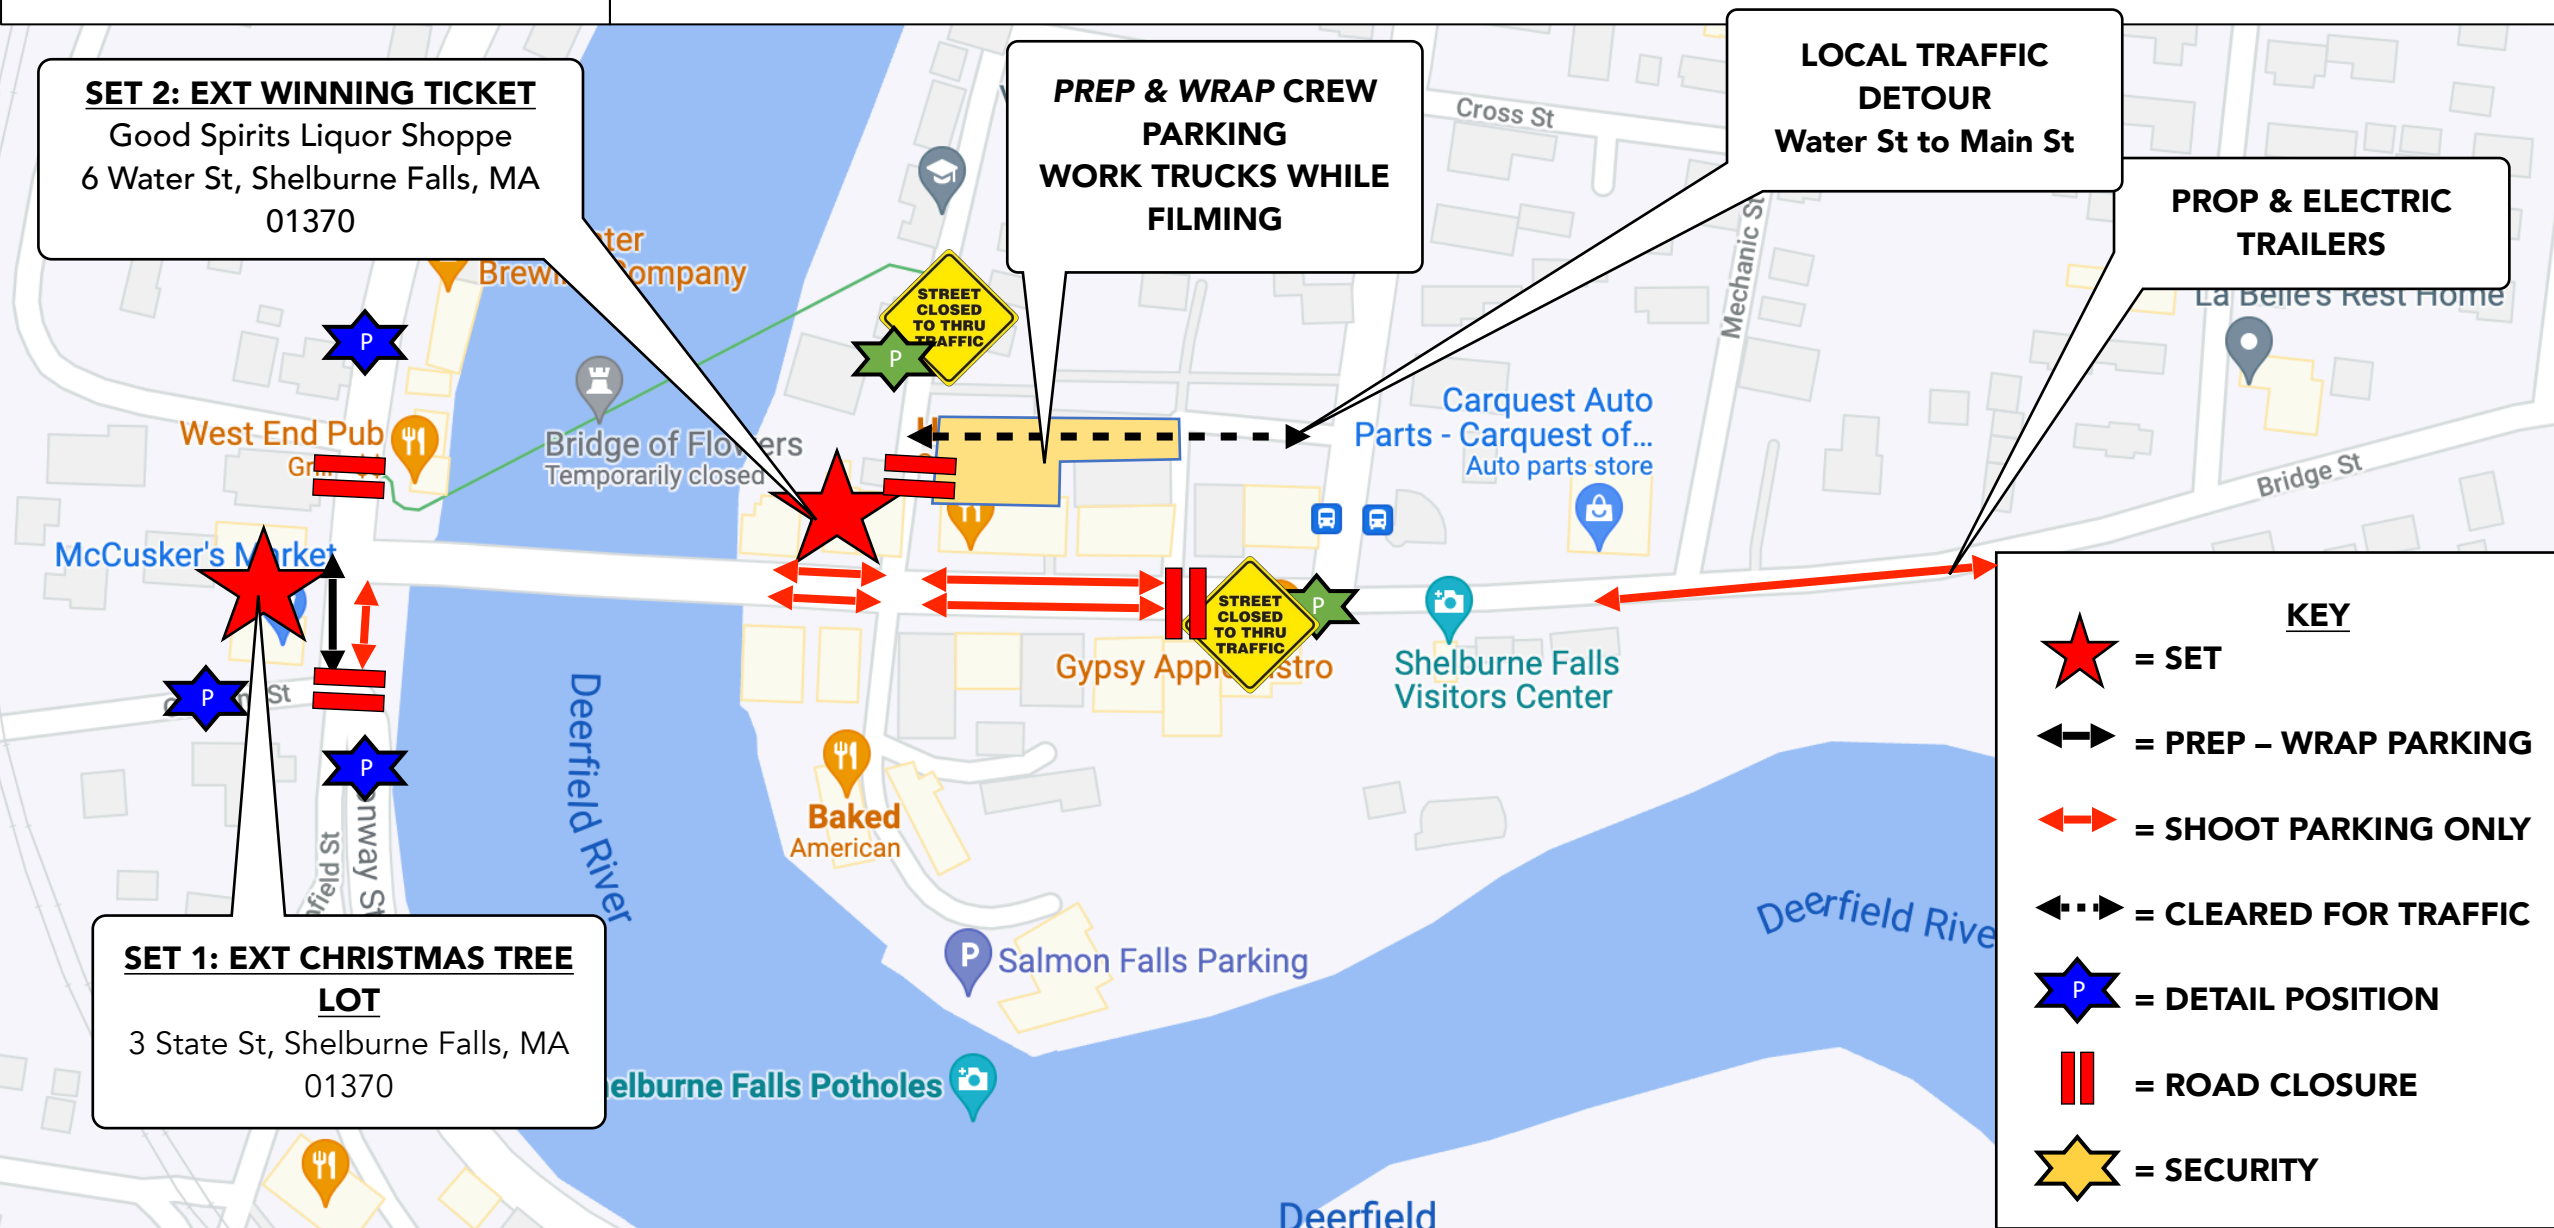 SET 2: EXT WINNING TICKET
Good Spirits Liquor Shoppe
6 Water St, Shelburne Falls, MA
01370
PREP & WRAP CREW
PARKING
WORK TRUCKS WHILE
FILMING
LOCAL TRAFFIC
DETOUR
Water St to Main St
PROP & ELECTRIC
TRAILERS
Cross St
Mechanic St
La Belle's Rest Home
STREET
CLOSED
TO THRU
TRAFFIC
P
P
West End Pub
Bridge of Flowers
Temporarily closed
Carquest Auto
Parts - Carquest of...
Auto parts store
Bridge St
McCusker's Market
STREET
CLOSED
TO THRU
TRAFFIC
P
Shelburne Falls
Visitors Center
P
St
P
Deerfield River
Baked
American
Salmon Falls Parking
P
Deerfield
SET 1: EXT CHRISTMAS TREE
LOT
3 State St, Shelburne Falls, MA
01370
Deerfield
KEY
= SET
= PREP – WRAP PARKING
= SHOOT PARKING ONLY
= CLEARED FOR TRAFFIC
P
= DETAIL POSITION
= ROAD CLOSURE
= SECURITY